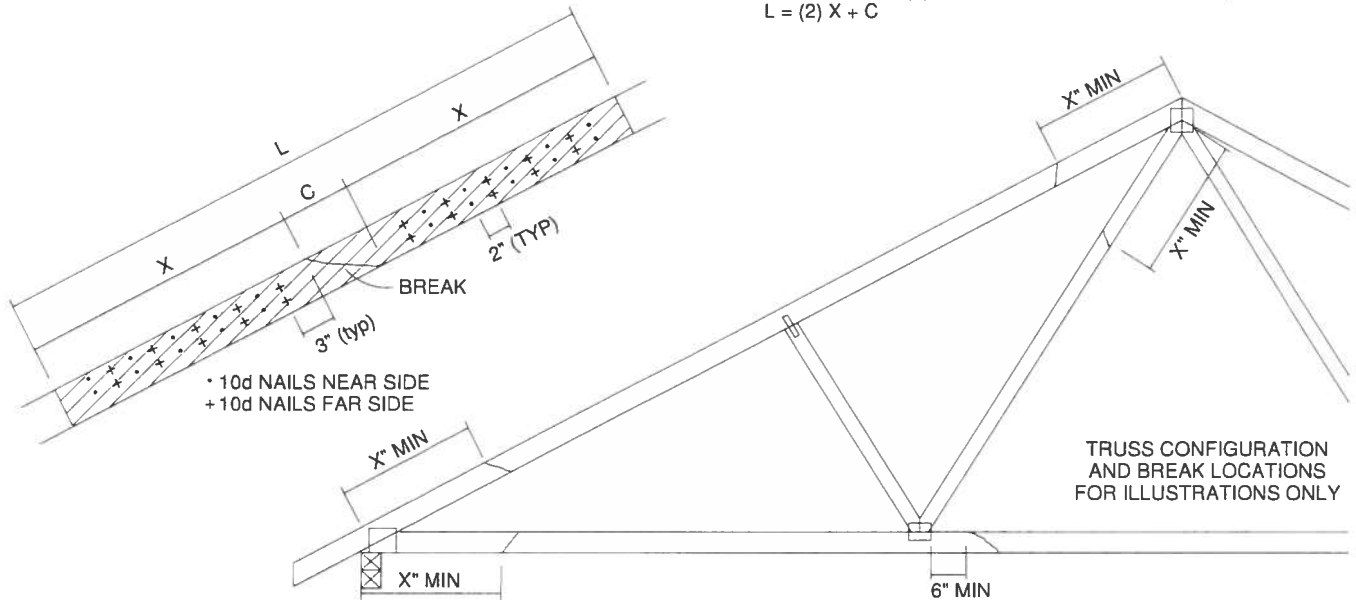 L = (2) X + C
X" MIN
L
X
C
X
2" (TYP)
BREAK
3" (typ)
• 10d NAILS NEAR SIDE
+ 10d NAILS FAR SIDE
X" MIN
X" MIN
TRUSS CONFIGURATION
AND BREAK LOCATIONS
FOR ILLUSTRATIONS ONLY
X" MIN
6" MIN